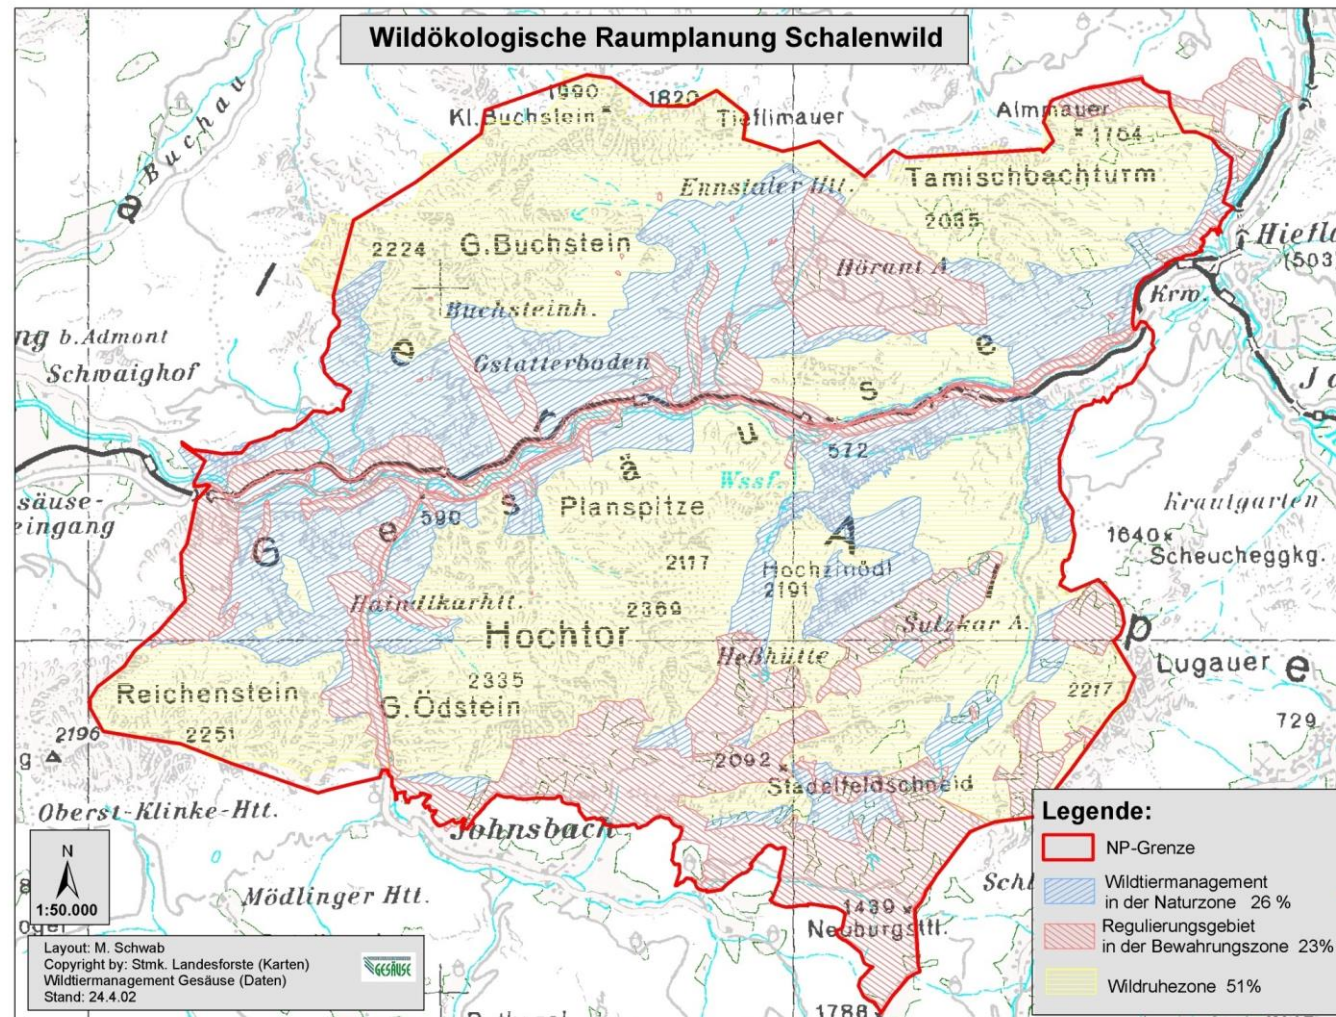 Wildökologische Raumplanung Schalenwild
1990
1820
Kl.Buchstein
Tieflimauer
Almmauer
1764
Buchau
a
Ennstaler Htt.
Tamischbachturm
2035
2224
G.Buchstein
Hörant A.
Hiefla
(503)
l
Buchsteinh.
Krw.
ng b.Admont
Schwaighof
e
Gstatterboden
e
s
r
J a
u
572
ä
Wssf.
säuse-
eingang
590
s
Planspitze
Krautgarten
G
e
A
1640
Scheucheggkg.
2117
Hochzinödl
2191
l
Haindlkarhtt.
2369
Hochtor
Sulzkar A.
p
Heßhütte
Lugauer
e
Reichenstein
2335
G.Ödstein
2217
2251
729
2196
g
2092
Stadelfeldschneid
Oberst-Klinke-Htt.
Johnsbach
Mödlinger Htt.
Schl
1439
Neuburgsttl.
1788
N
1:50.000
Layout: M. Schwab
Copyright by: Stmk. Landesforste (Karten)
Wildtiermanagement Gesäuse (Daten)
Stand: 24.4.02
GESÄUSE
Legende:
NP-Grenze
Wildtiermanagement
in der Naturzone 26 %
Regulierungsgebiet
in der Bewahrungszone 23%
Wildruhezone 51%